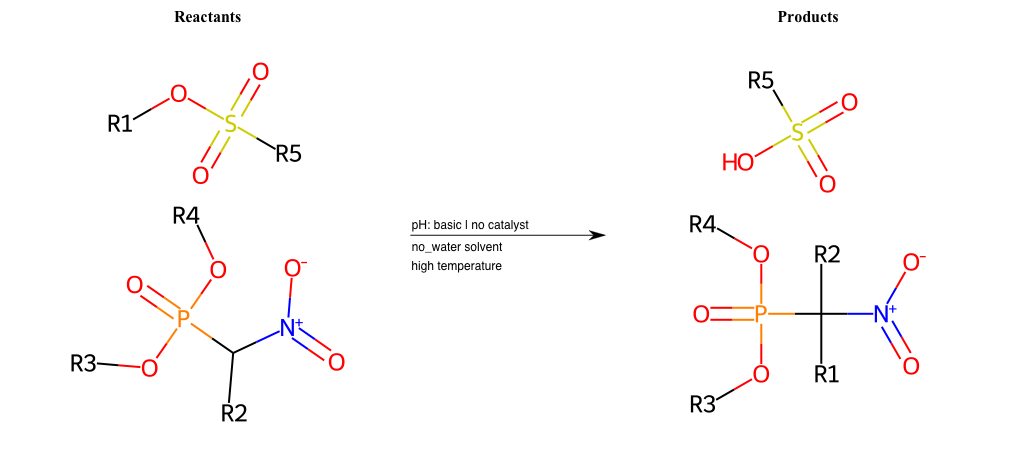 Reactants
Products
R1 O S O O R5
R4 O O P O R3 R2 N+ O- O
pH: basic | no catalyst
no_water solvent
high temperature
R5 S O O HO
R4 O O P O R3 R2 R1 N+ O- O